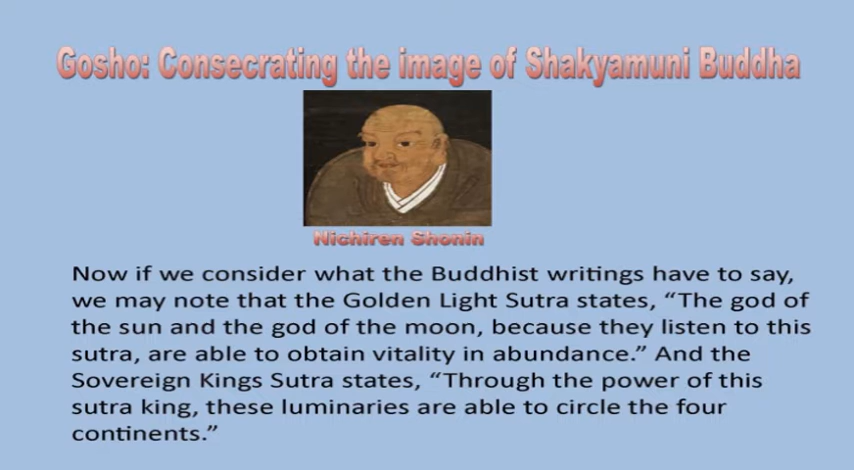 Gosho: Consecrating the image of Shakyamuni Buddha
Nichiren Shonin
Now if we consider what the Buddhist writings have to say,
we may note that the Golden Light Sutra states, “The god of
the sun and the god of the moon, because they listen to this
sutra, are able to obtain vitality in abundance.” And the
Sovereign Kings Sutra states, “Through the power of this
sutra king, these luminaries are able to circle the four
continents.”